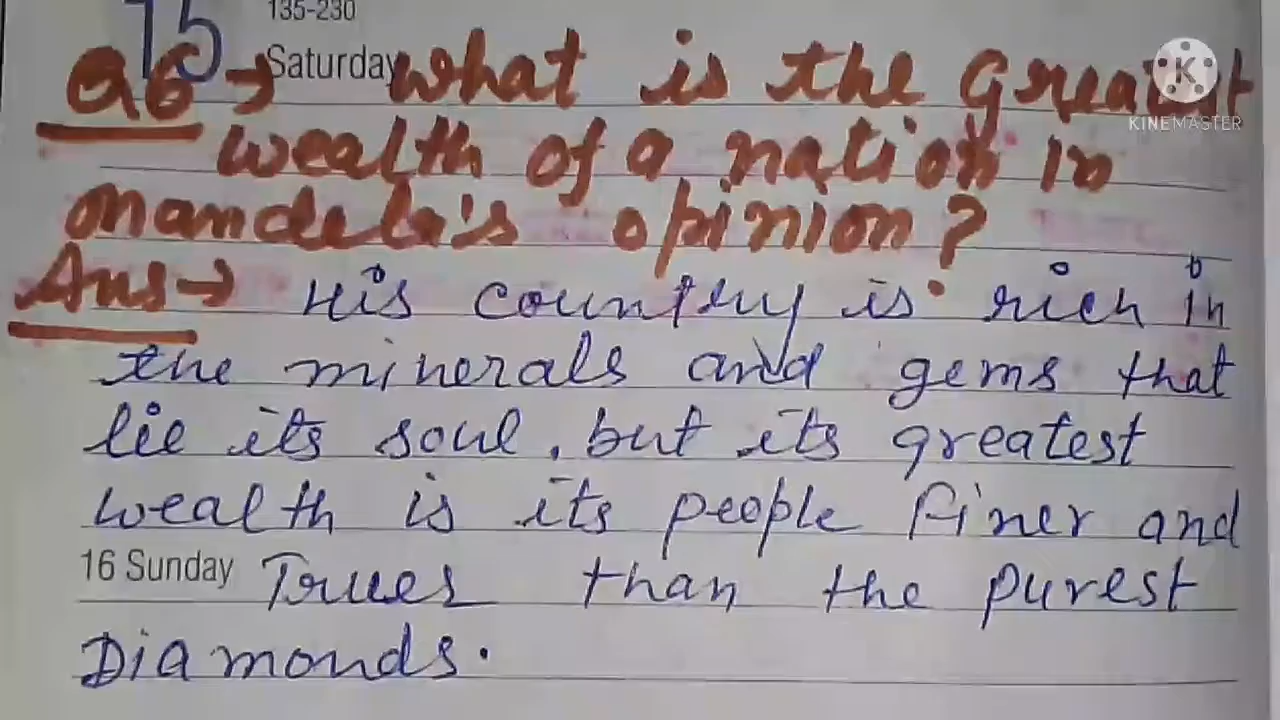 15
135-230
Saturday
Q6→ What is the Greatest
wealth of a nation in
mandela's opinion?
Ans→ His country is rich in
the minerals and gems that
lie its soul, but its greatest
wealth is its people finer and
16 Sunday Truer than the purest
Diamonds.
KINEMASTER